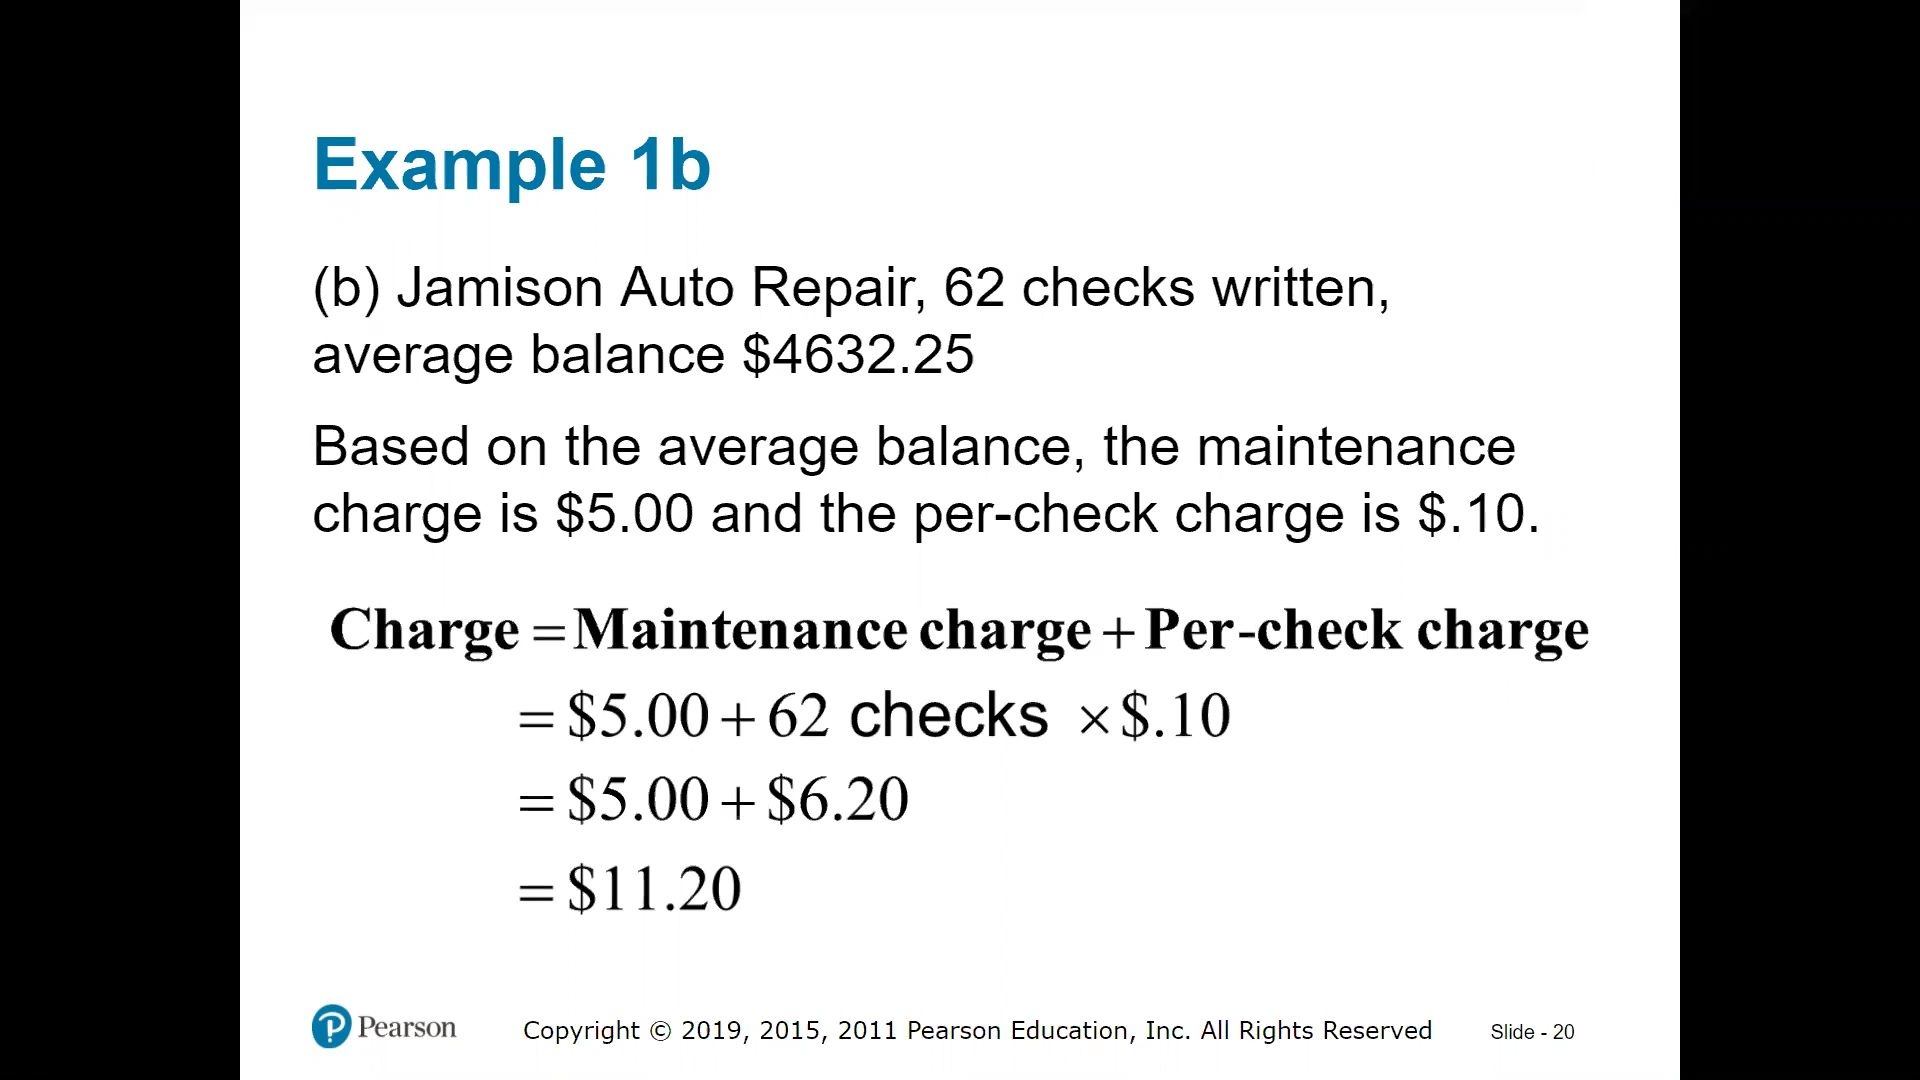 Example 1b
(b) Jamison Auto Repair, 62 checks written,
average balance $4632.25
Based on the average balance, the maintenance
charge is $5.00 and the per-check charge is $.10.
Charge = Maintenance charge + Per-check charge
= $5.00 + 62 checks × $.10
= $5.00 + $6.20
= $11.20
Pearson Copyright © 2019, 2015, 2011 Pearson Education, Inc. All Rights Reserved Slide - 20